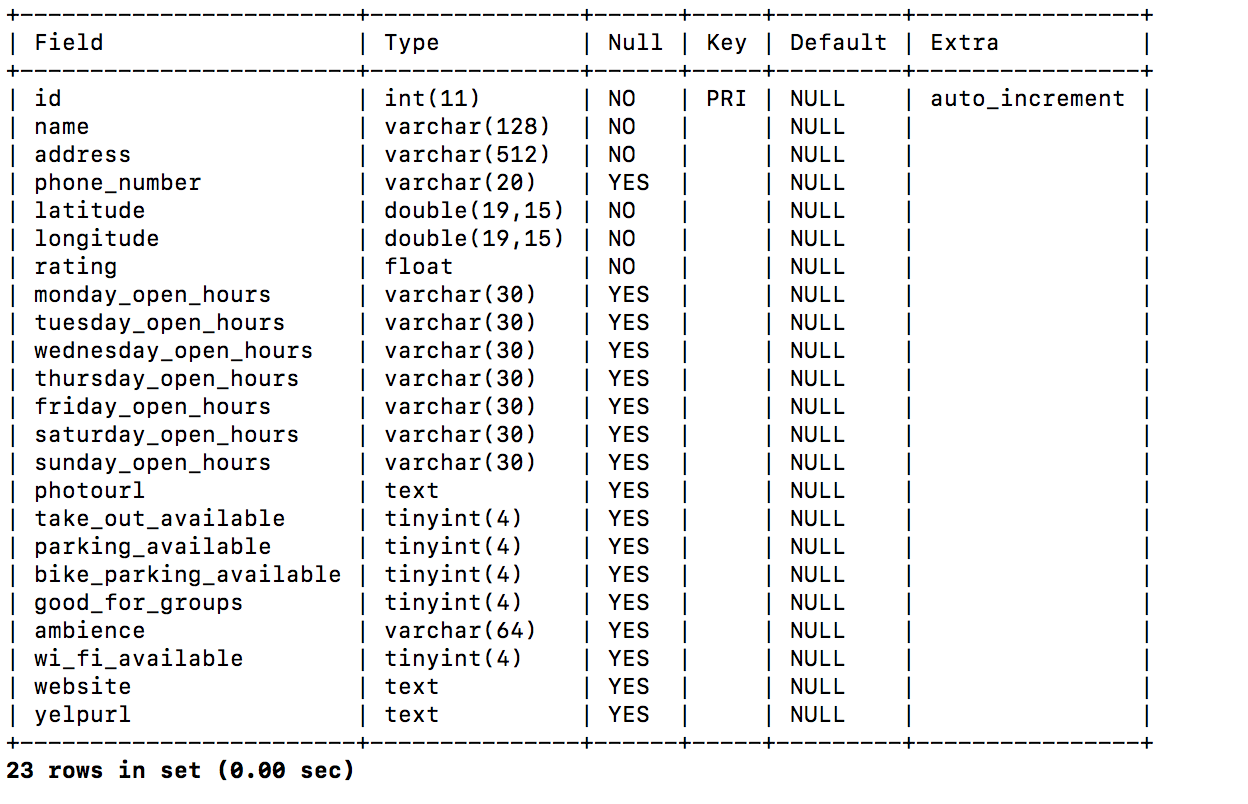 +------------------------+---------------+------+-----+---------+----------------+
| Field                  | Type          | Null | Key | Default | Extra          |
+------------------------+---------------+------+-----+---------+----------------+
| id                     | int(11)       | NO   | PRI | NULL    | auto_increment |
| name                   | varchar(128)  | NO   |     | NULL    |                |
| address                | varchar(512)  | NO   |     | NULL    |                |
| phone_number           | varchar(20)   | YES  |     | NULL    |                |
| latitude               | double(19,15) | NO   |     | NULL    |                |
| longitude              | double(19,15) | NO   |     | NULL    |                |
| rating                 | float         | NO   |     | NULL    |                |
| monday_open_hours      | varchar(30)   | YES  |     | NULL    |                |
| tuesday_open_hours     | varchar(30)   | YES  |     | NULL    |                |
| wednesday_open_hours   | varchar(30)   | YES  |     | NULL    |                |
| thursday_open_hours    | varchar(30)   | YES  |     | NULL    |                |
| friday_open_hours      | varchar(30)   | YES  |     | NULL    |                |
| saturday_open_hours    | varchar(30)   | YES  |     | NULL    |                |
| sunday_open_hours      | varchar(30)   | YES  |     | NULL    |                |
| photourl               | text          | YES  |     | NULL    |                |
| take_out_available     | tinyint(4)    | YES  |     | NULL    |                |
| parking_available      | tinyint(4)    | YES  |     | NULL    |                |
| bike_parking_available | tinyint(4)    | YES  |     | NULL    |                |
| good_for_groups        | tinyint(4)    | YES  |     | NULL    |                |
| ambience               | varchar(64)   | YES  |     | NULL    |                |
| wi_fi_available        | tinyint(4)    | YES  |     | NULL    |                |
| website                | text          | YES  |     | NULL    |                |
| yelpurl                | text          | YES  |     | NULL    |                |
+------------------------+---------------+------+-----+---------+----------------+
23 rows in set (0.00 sec)